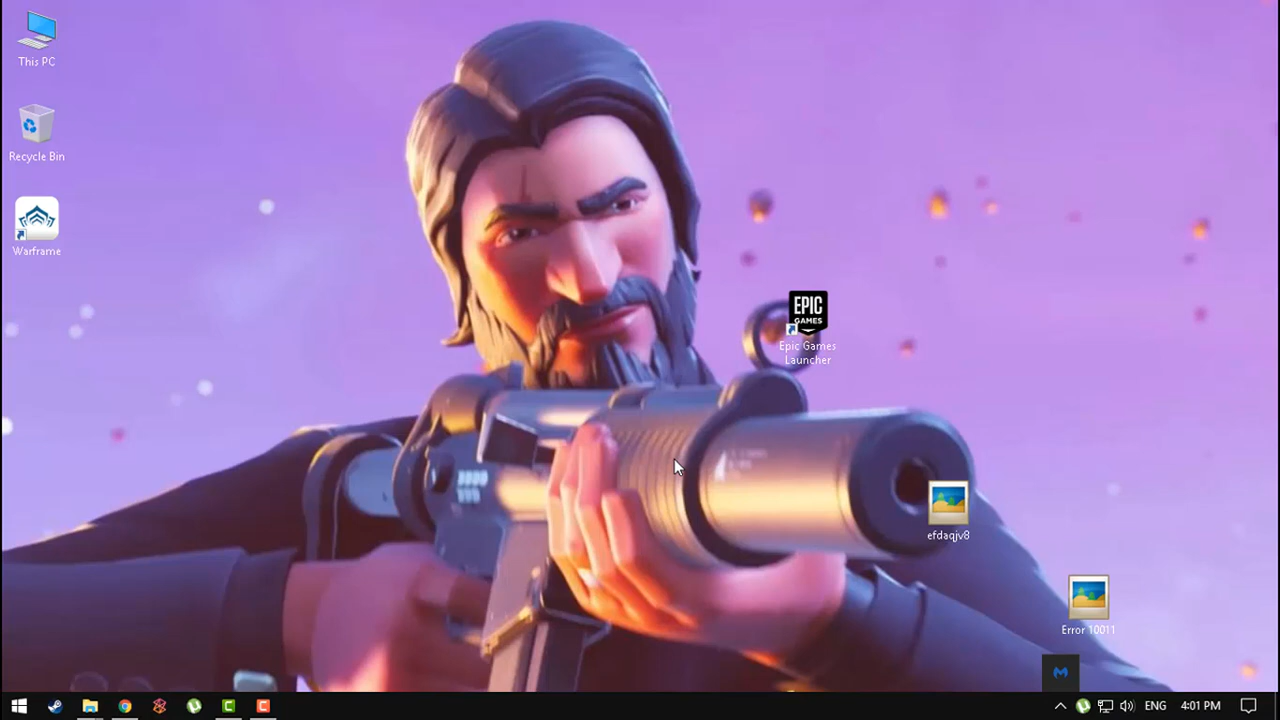 This PC
Recycle Bin
Warframe
EPIC
GAMES
Epic Games
Launcher
efdaqjv8
Error 10011
ENG
4:01 PM